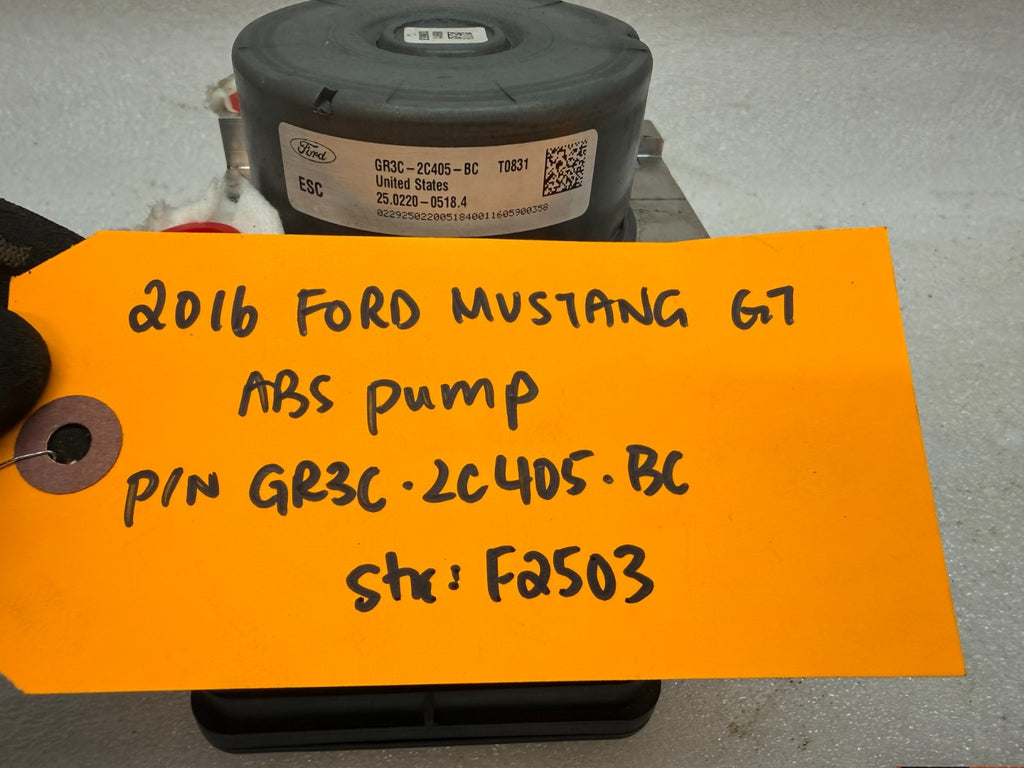 Ford
GR3C-2C405-BC T0831
ESC
United States
25.0220-0518.4
0229250220051840011605900358
2016 FORD MUSTANG GT
ABS pump
P/N GR3C·2C405·BC
Stk: F2503